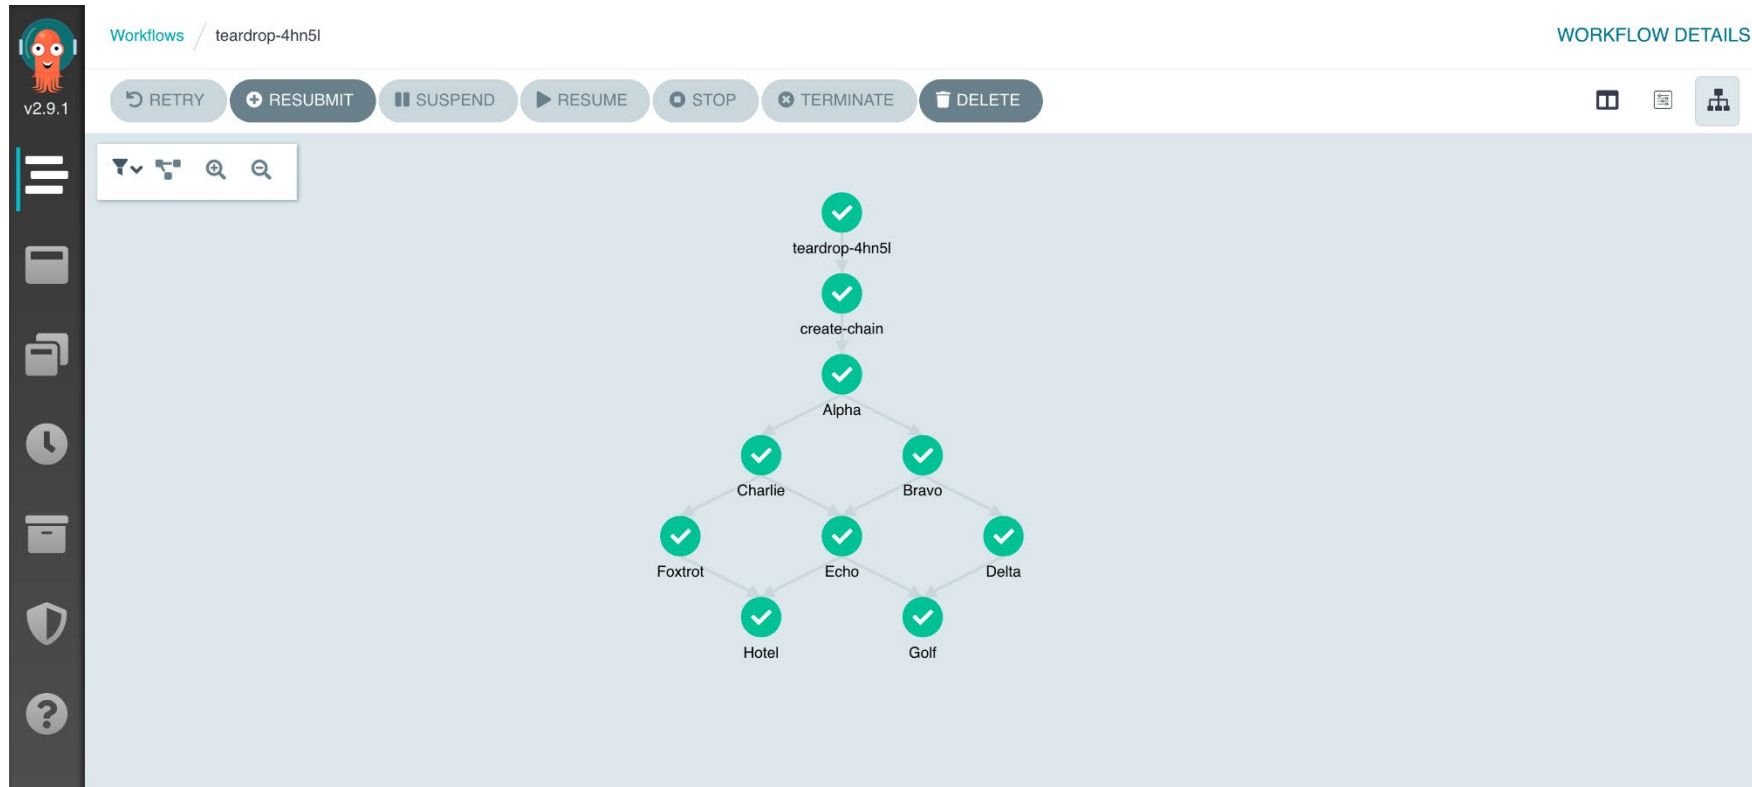 Workflows / teardrop-4hn5l
WORKFLOW DETAILS
v2.9.1
RETRY
RESUBMIT
SUSPEND
RESUME
STOP
TERMINATE
DELETE
teardrop-4hn5l
create-chain
Alpha
Charlie
Bravo
Foxtrot
Echo
Delta
Hotel
Golf